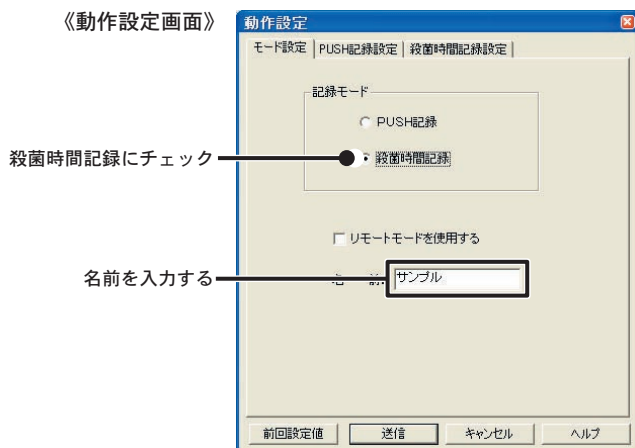 《動作設定画面》
動作設定
モード設定
PUSH記録設定
殺菌時間記録設定
記録モード
PUSH記録
殺菌時間記録にチェック
殺菌時間記録
リモートモードを使用する
名前を入力する
名 前:
サンプル
前回設定値
送信
キャンセル
ヘルプ